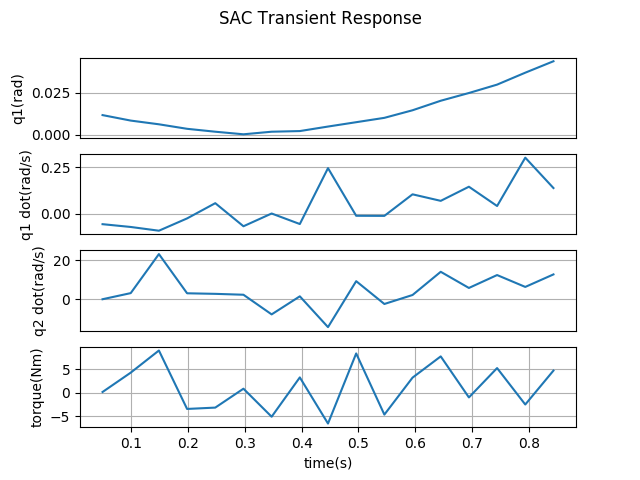 SAC Transient Response
q1(rad)
0.025
0.000
q1 dot(rad/s)
0.25
0.00
q2 dot(rad/s)
20
0
torque(Nm)
5
0
−5
0.1 0.2 0.3 0.4 0.5 0.6 0.7 0.8
time(s)